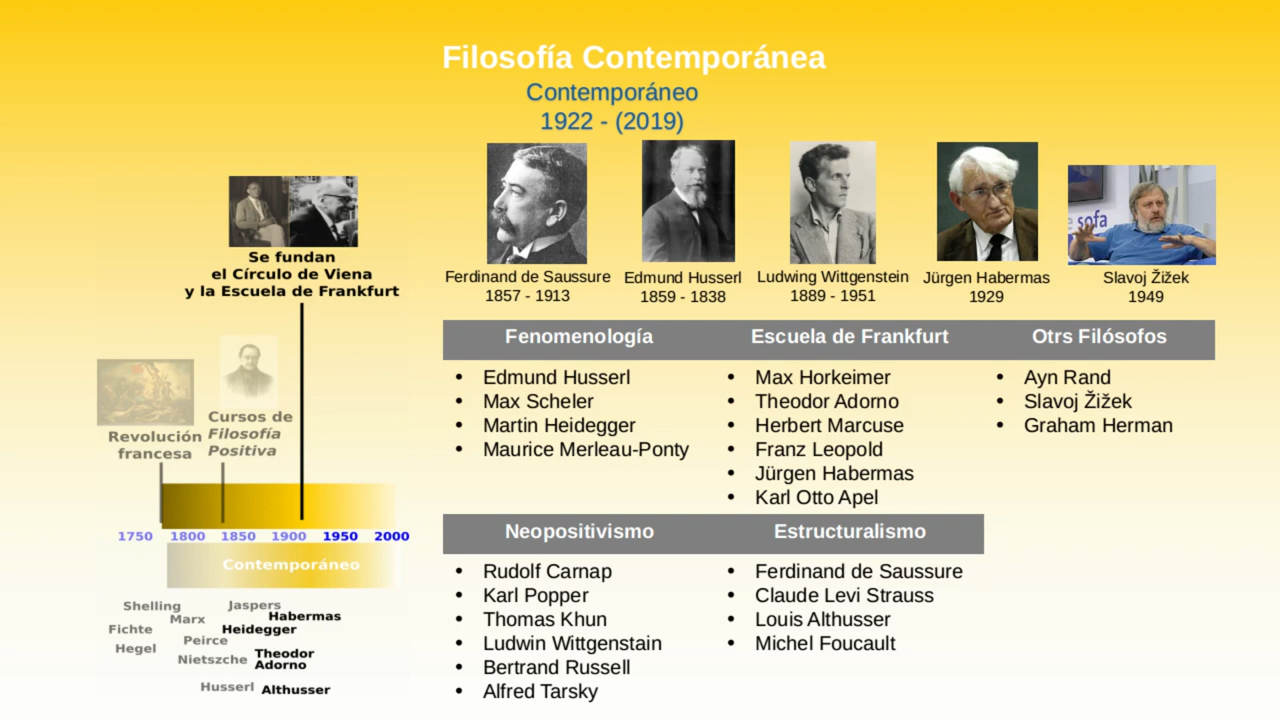 Filosofía Contemporánea
Contemporáneo
1922 - (2019)
sofa
Se fundan
el Círculo de Viena
y la Escuela de Frankfurt
Ferdinand de Saussure
1857 - 1913
Edmund Husserl
1859 - 1838
Ludwing Wittgenstein
1889 - 1951
Jürgen Habermas
1929
Slavoj Žižek
1949
Revolución
francesa
Cursos de
Filosofía
Positiva
1750 1800 1850 1900 1950 2000
Contemporáneo
Shelling
Jaspers
Marx
Habermas
Fichte
Heidegger
Peirce
Hegel
Nietszche
Theodor
Adorno
Husserl
Althusser
Fenomenología
Edmund Husserl
Max Scheler
Martin Heidegger
Maurice Merleau-Ponty
Escuela de Frankfurt
Max Horkeimer
Theodor Adorno
Herbert Marcuse
Franz Leopold
Jürgen Habermas
Karl Otto Apel
Otrs Filósofos
Ayn Rand
Slavoj Žižek
Graham Herman
Neopositivismo
Rudolf Carnap
Karl Popper
Thomas Khun
Ludwin Wittgenstain
Bertrand Russell
Alfred Tarsky
Estructuralismo
Ferdinand de Saussure
Claude Levi Strauss
Louis Althusser
Michel Foucault